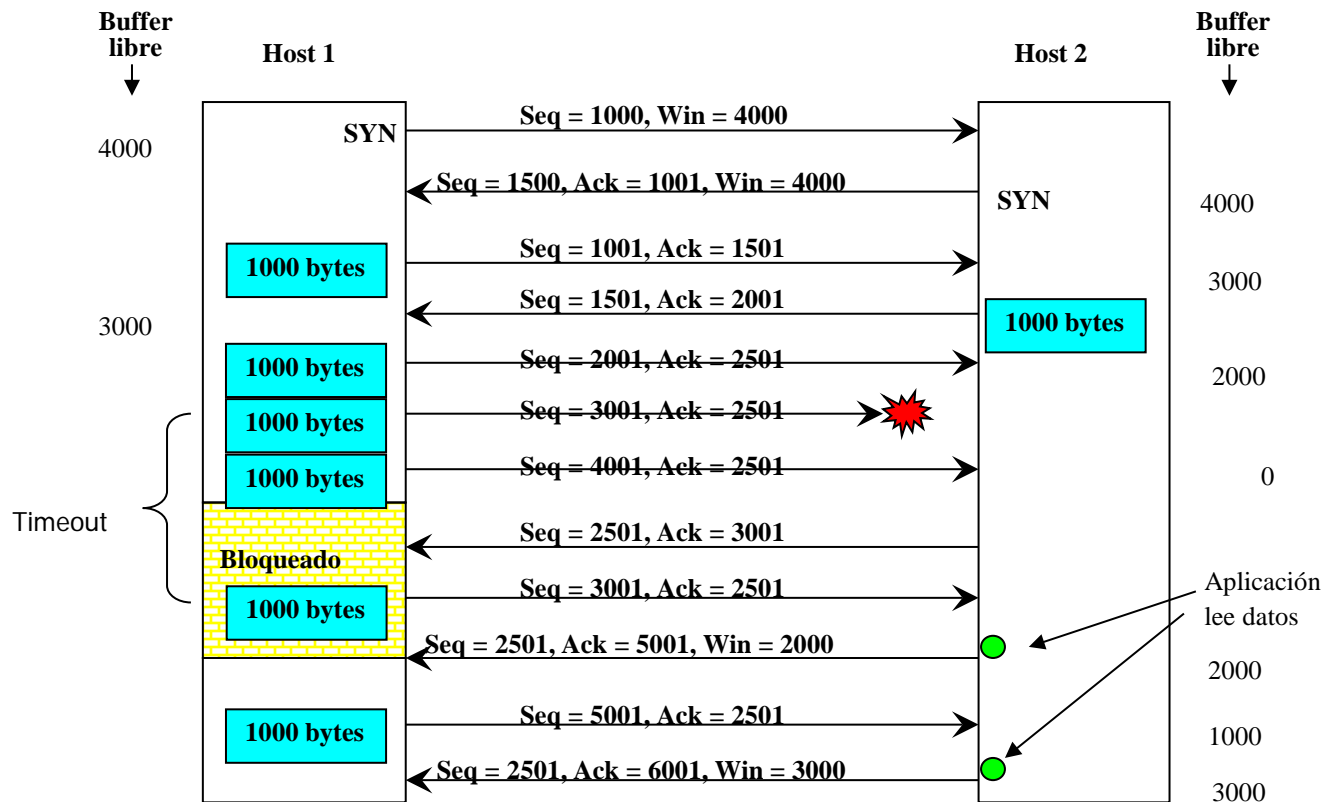 Buffer
libre
Host 1
Host 2
Buffer
libre
SYN
Seq = 1000, Win = 4000
4000
Seq = 1500, Ack = 1001, Win = 4000
SYN
4000
1000 bytes
Seq = 1001, Ack = 1501
3000
3000
Seq = 1501, Ack = 2001
1000 bytes
1000 bytes
Seq = 2001, Ack = 2501
2000
1000 bytes
Seq = 3001, Ack = 2501
1000 bytes
Seq = 4001, Ack = 2501
0
Timeout
Bloqueado
Seq = 2501, Ack = 3001
1000 bytes
Seq = 3001, Ack = 2501
Aplicación
lee datos
Seq = 2501, Ack = 5001, Win = 2000
2000
1000 bytes
Seq = 5001, Ack = 2501
1000
Seq = 2501, Ack = 6001, Win = 3000
3000